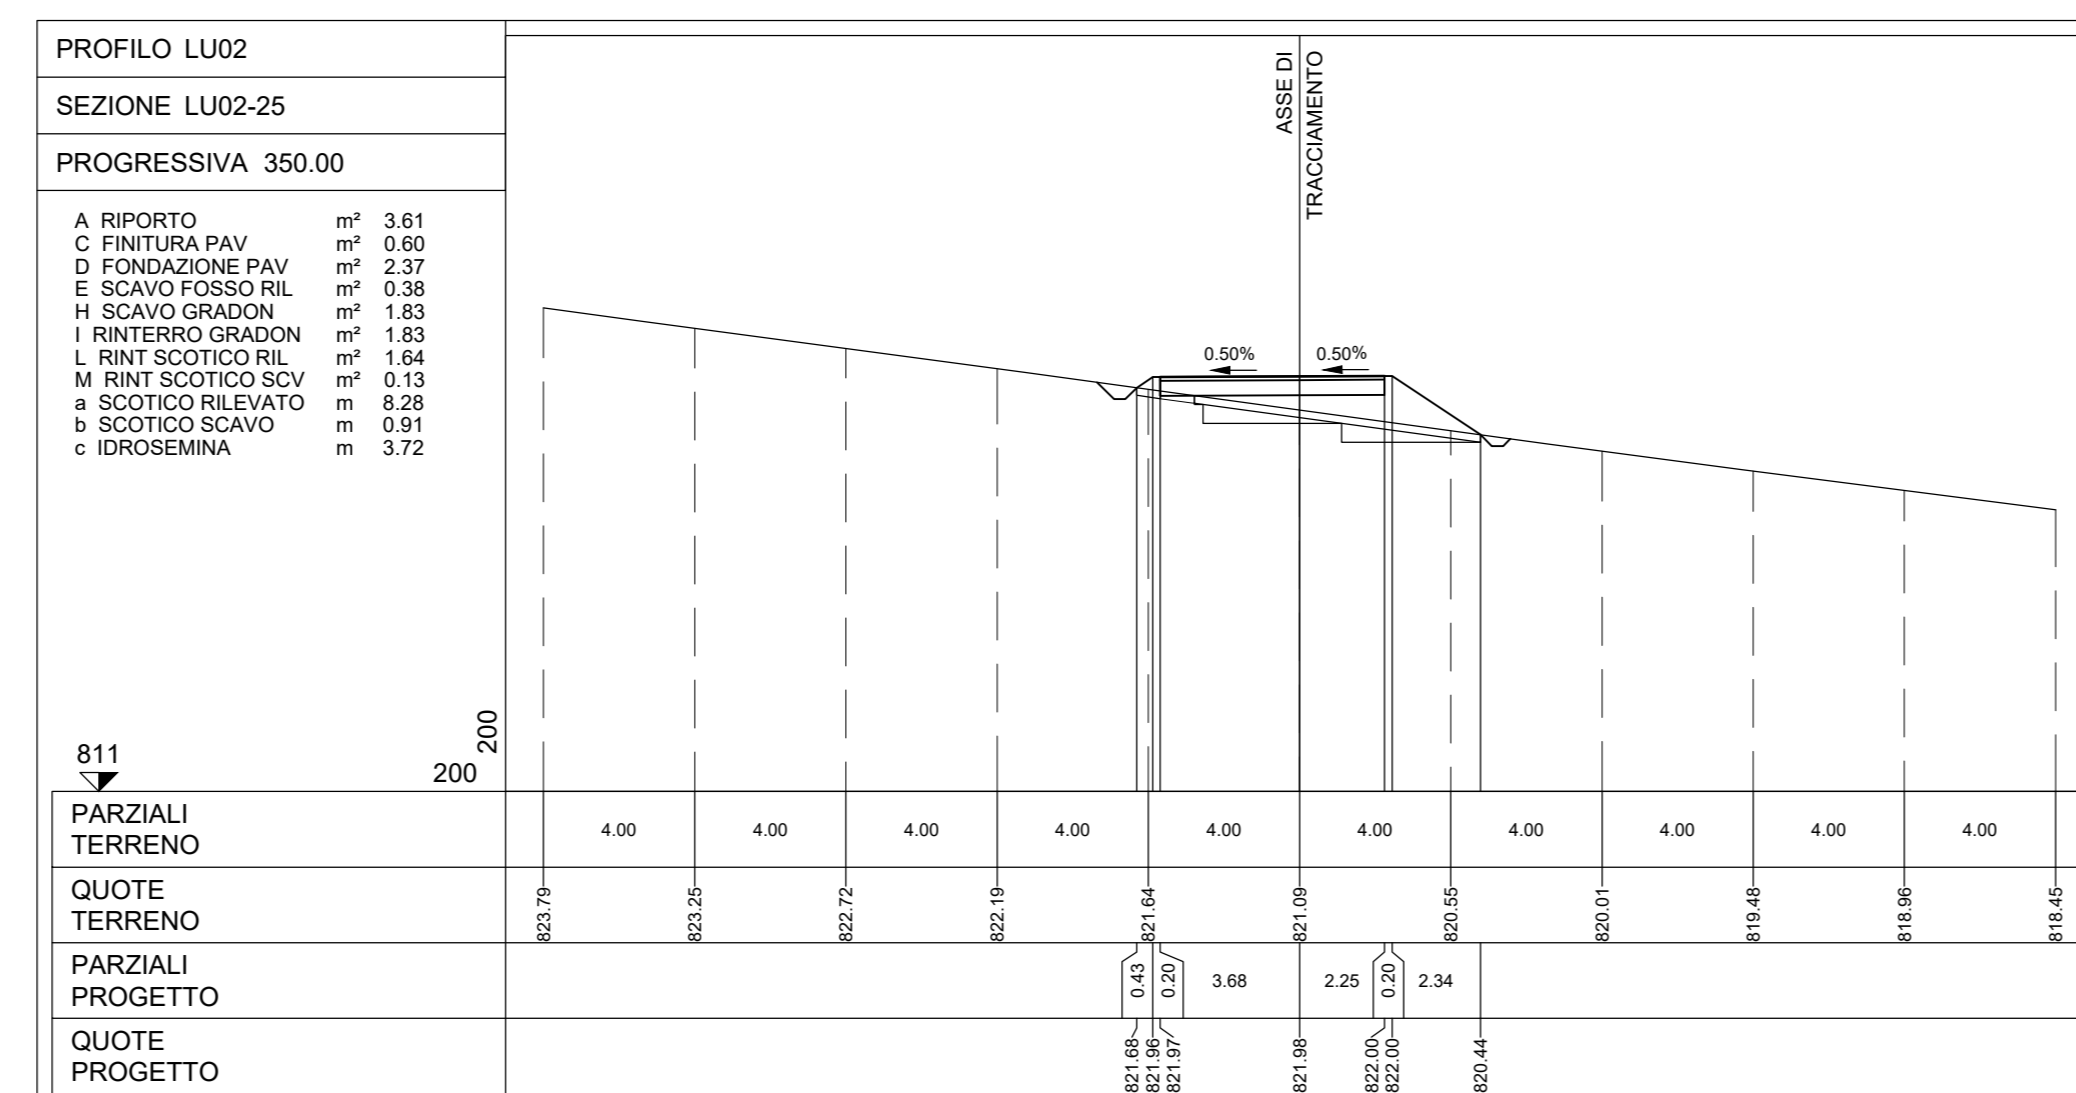 PROFILO LU02
SEZIONE LU02-25
PROGRESSIVA 350.00
A RIPORTO m² 3.61
C FINITURA PAV m² 0.60
D FONDAZIONE PAV m² 2.37
E SCAVO FOSSO RIL m² 0.38
H SCAVO GRADON m² 1.83
I RINTERRO GRADON m² 1.83
L RINT SCOTICO RIL m² 1.64
M RINT SCOTICO SCV m² 0.13
a SCOTICO RILEVATO m 8.28
b SCOTICO SCAVO m 0.91
c IDROSEMINA m 3.72
811
200
200
ASSE DI
TRACCIAMENTO
0.50% 0.50%
PARZIALI
TERRENO
4.00 4.00 4.00 4.00 4.00 4.00 4.00 4.00 4.00 4.00
QUOTE
TERRENO
823.79 823.25 822.72 822.19 821.64 821.09 820.55 820.01 819.48 818.96 818.45
PARZIALI
PROGETTO
0.43 0.20 3.68 2.25 0.20 2.34
QUOTE
PROGETTO
821.68 821.96 821.97 821.98 822.00 822.00 820.44